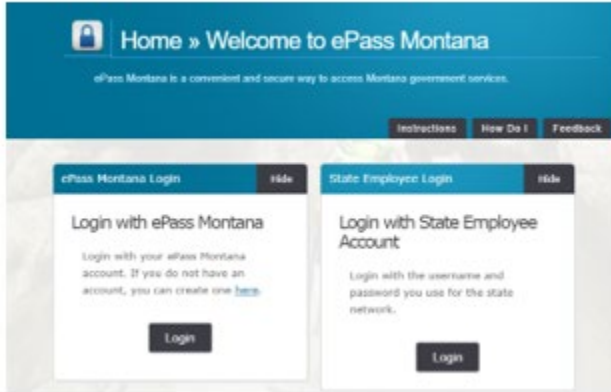 Home » Welcome to ePass Montana
ePass Montana is a convenient and secure way to access Montana government services.
Instructions How Do I Feedback
ePass Montana Login Hide
Login with ePass Montana
Login with your ePass Montana
account. If you do not have an
account, you can create one here.
Login
State Employee Login Hide
Login with State Employee
Account
Login with the username and
password you use for the state
network.
Login